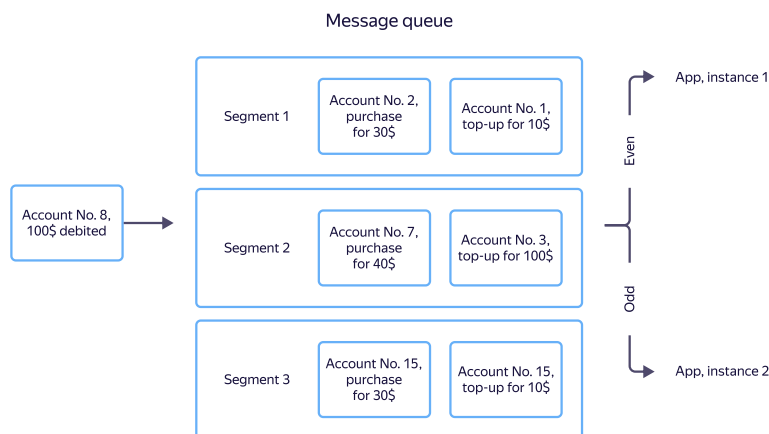 Message queue
Account No. 8,
100$ debited
Segment 1
Account No. 2,
purchase
for 30$
Account No. 1,
top-up for 10$
Segment 2
Account No. 7,
purchase
for 40$
Account No. 3,
top-up for 100$
Segment 3
Account No. 15,
purchase
for 30$
Account No. 15,
top-up for 10$
Even
Odd
App, instance 1
App, instance 2